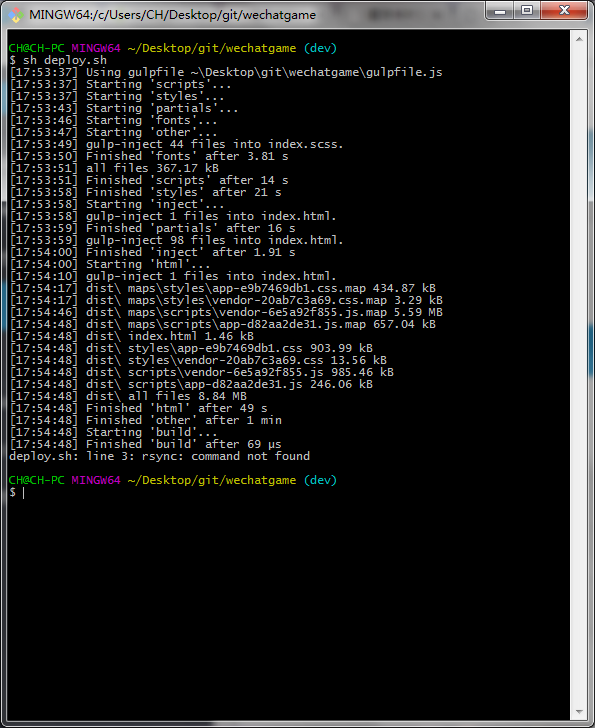 MINGW64:/c/Users/CH/Desktop/git/wechatgame
CH@CH-PC MINGW64 ~/Desktop/git/wechatgame (dev)
$ sh deploy.sh
[17:53:37] Using gulpfile ~\Desktop\git\wechatgame\gulpfile.js
[17:53:37] Starting 'scripts'...
[17:53:37] Starting 'styles'...
[17:53:43] Starting 'partials'...
[17:53:46] Starting 'fonts'...
[17:53:47] Starting 'other'...
[17:53:49] gulp-inject 44 files into index.scss.
[17:53:50] Finished 'fonts' after 3.81 s
[17:53:51] all files 367.17 kB
[17:53:51] Finished 'scripts' after 14 s
[17:53:58] Finished 'styles' after 21 s
[17:53:58] Starting 'inject'...
[17:53:58] gulp-inject 1 files into index.html.
[17:53:59] Finished 'partials' after 16 s
[17:53:59] gulp-inject 98 files into index.html.
[17:54:00] Finished 'inject' after 1.91 s
[17:54:00] Starting 'html'...
[17:54:10] gulp-inject 1 files into index.html.
[17:54:17] dist\ maps\styles\app-e9b7469db1.css.map 434.87 kB
[17:54:17] dist\ maps\styles\vendor-20ab7c3a69.css.map 3.29 kB
[17:54:46] dist\ maps\scripts\vendor-6e5a92f855.js.map 5.59 MB
[17:54:48] dist\ maps\scripts\app-d82aa2de31.js.map 657.04 kB
[17:54:48] dist\ index.html 1.46 kB
[17:54:48] dist\ styles\app-e9b7469db1.css 903.99 kB
[17:54:48] dist\ styles\vendor-20ab7c3a69.css 13.56 kB
[17:54:48] dist\ scripts\vendor-6e5a92f855.js 985.46 kB
[17:54:48] dist\ scripts\app-d82aa2de31.js 246.06 kB
[17:54:48] dist\ all files 8.84 MB
[17:54:48] Finished 'html' after 49 s
[17:54:48] Finished 'other' after 1 min
[17:54:48] Starting 'build'...
[17:54:48] Finished 'build' after 69 μs
deploy.sh: line 3: rsync: command not found
CH@CH-PC MINGW64 ~/Desktop/git/wechatgame (dev)
$